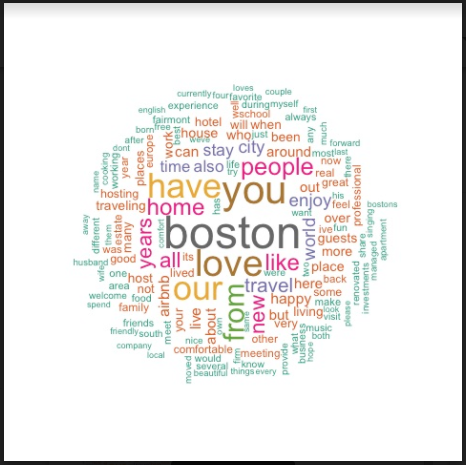 loves
currently four favorite couple
english experience well during myself
fairmont hotel school always first
born free house will when any much
dont after best weve who just been forward
work can stay city around most last
cooking working year europe places time also life people now there
name dont try real
hosting have you out great his
traveling home has enjoy feel professional
want bostons
away different them was estate many years comfort boston world over ive fun singing
good guests share
husband all its love like more managed apartment
wife one host lived were two place
area not airbnb our travel here back renovated investments
welcome food happy some
spend family meet your live about own from same new but living make look visit please
friends very music
friendly south nice other what business both
company comfortable firm meeting hope
local would know provide
moved several things every
beautiful